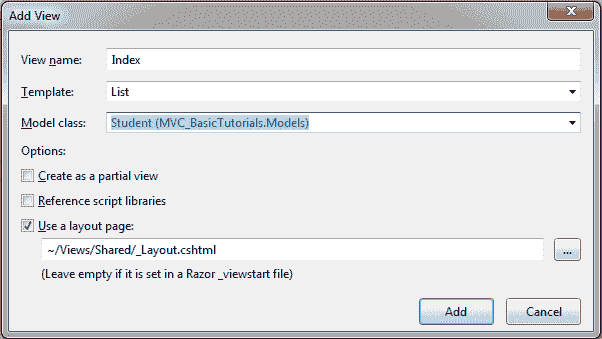 Add View
View name: Index
Template: List
Model class: Student (MVC_BasicTutorials.Models)
Options:
Create as a partial view
Reference script libraries
Use a layout page:
~/Views/Shared/_Layout.cshtml
...
(Leave empty if it is set in a Razor _viewstart file)
Add Cancel